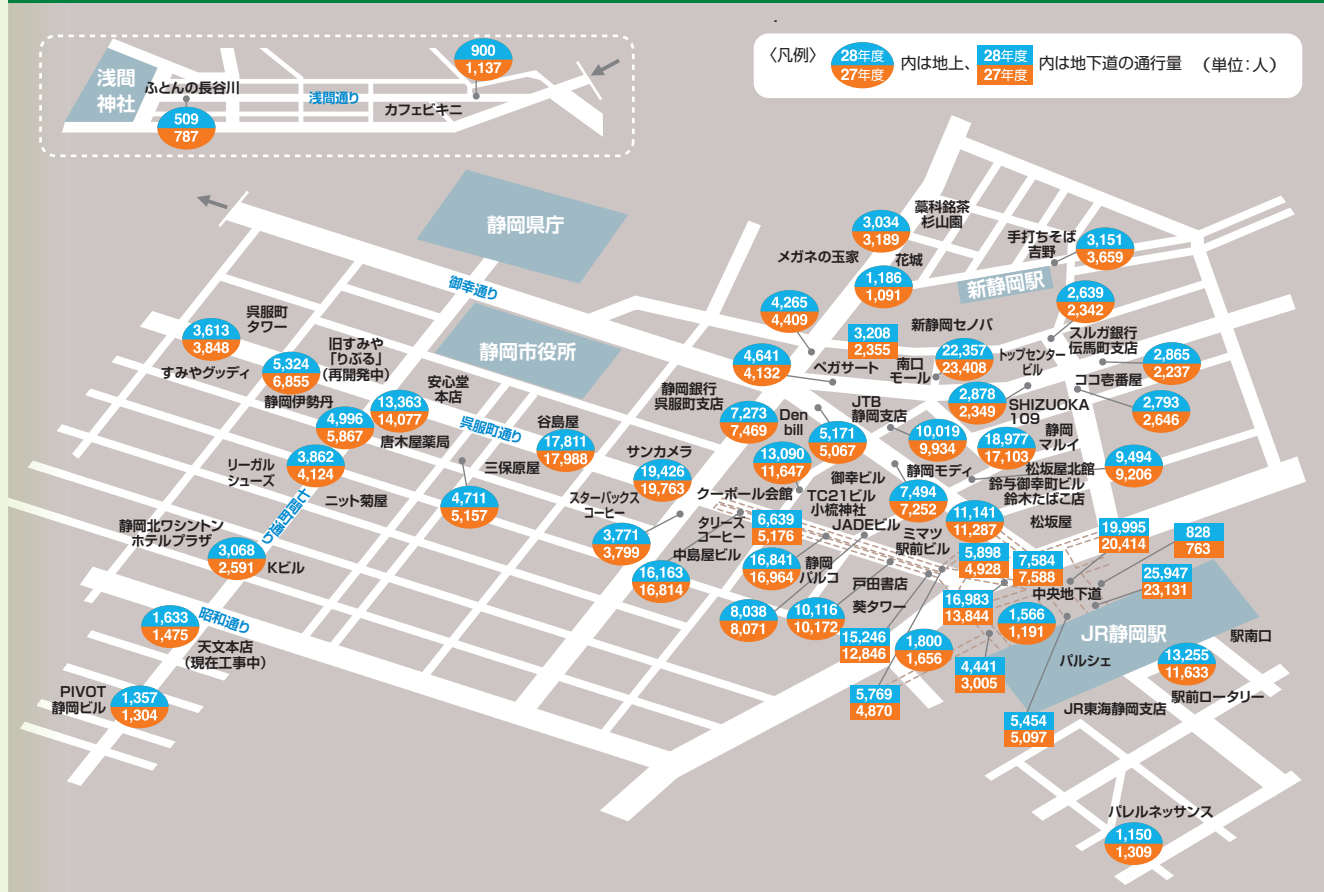 〈凡例〉
28年度
27年度
内は地上、
28年度
27年度
内は地下道の通行量 (単位:人)
浅間
神社
ふとんの長谷川
509
787
浅間通り
カフェビキニ
900
1,137
静岡県庁
御幸通り
静岡市役所
藁科銘茶
杉山園
3,034
3,189
メガネの玉家
花城
1,186
1,091
手打ちそば
吉野
3,151
3,659
新静岡駅
4,265
4,409
2,639
2,342
新静岡セノバ
3,208
2,355
南口
モール
22,357
23,408
トップセンター
ビル
スルガ銀行
伝馬町支店
2,865
2,237
ココ壱番屋
2,793
2,646
呉服町
タワー
3,613
3,848
すみやグッディ
5,324
6,855
旧すみや
「りぶる」
(再開発中)
静岡伊勢丹
4,996
5,867
13,363
14,077
安心堂
本店
唐木屋薬局
呉服町通り
谷島屋
17,811
17,988
三保原屋
4,711
5,157
リーガル
シューズ
3,862
4,124
ニット菊屋
七間町通り
静岡北ワシントン
ホテルプラザ
3,068
2,591
Kビル
昭和通り
1,633
1,475
天文本店
(現在工事中)
PIVOT
静岡ビル
1,357
1,304
4,641
4,132
ペガサート
静岡銀行
呉服町支店
7,273
7,469
Den
bill
5,171
5,067
JTB
静岡支店
10,019
9,934
2,878
2,349
SHIZUOKA
109
18,977
17,103
静岡
マルイ
サンカメラ
19,426
19,763
13,090
11,647
御幸ビル
静岡モディ
7,494
7,252
松坂屋北館
鈴与御幸町ビル
鈴木たばこ店
9,494
9,206
スターバックス
コーヒー
3,771
3,799
クーポール会館
TC21ビル
小梳神社
JADEビル
ミマツ
駅前ビル
11,141
11,287
松坂屋
タリーズ
コーヒー
6,639
5,176
中島屋ビル
16,163
16,814
16,841
16,964
静岡
パルコ
戸田書店
葵タワー
8,038
8,071
10,116
10,172
5,898
4,928
7,584
7,588
19,995
20,414
828
763
中央地下道
25,947
23,131
16,983
13,844
1,566
1,191
15,246
12,846
1,800
1,656
4,441
3,005
5,769
4,870
JR静岡駅
パルシェ
5,454
5,097
駅南口
13,255
11,633
駅前ロータリー
JR東海静岡支店
パレルネッサンス
1,150
1,309